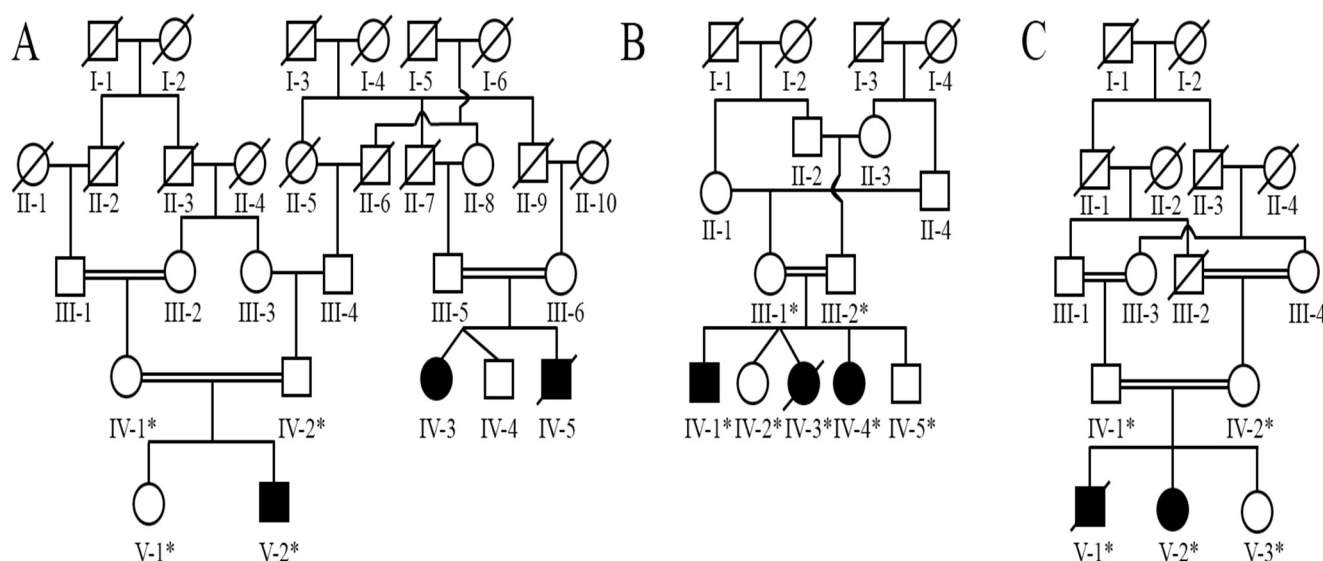 A B C
I-1 I-2 I-3 I-4 I-5 I-6 I-1 I-2 I-3 I-4 I-1 I-2
II-1 II-2 II-3 II-4 II-5 II-6 II-7 II-8 II-9 II-10 II-2 II-3 II-1 II-2 II-3 II-4
II-1 II-4
III-1 III-2 III-3 III-4 III-5 III-6 III-1* III-2* III-1 III-3 III-2 III-4
IV-1* IV-2* IV-3 IV-4 IV-5 IV-1* IV-2* IV-3* IV-4* IV-5* IV-1* IV-2*
V-1* V-2* V-1* V-2* V-3*